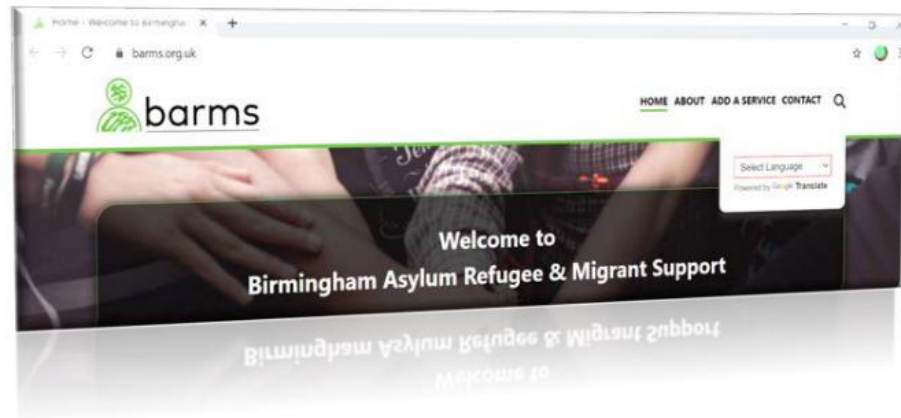 Home - Welcome to Birmingha
barms.org.uk
barms
HOME ABOUT ADD A SERVICE CONTACT
Select Language
Powered by Google Translate
Welcome to
Birmingham Asylum Refugee & Migrant Support